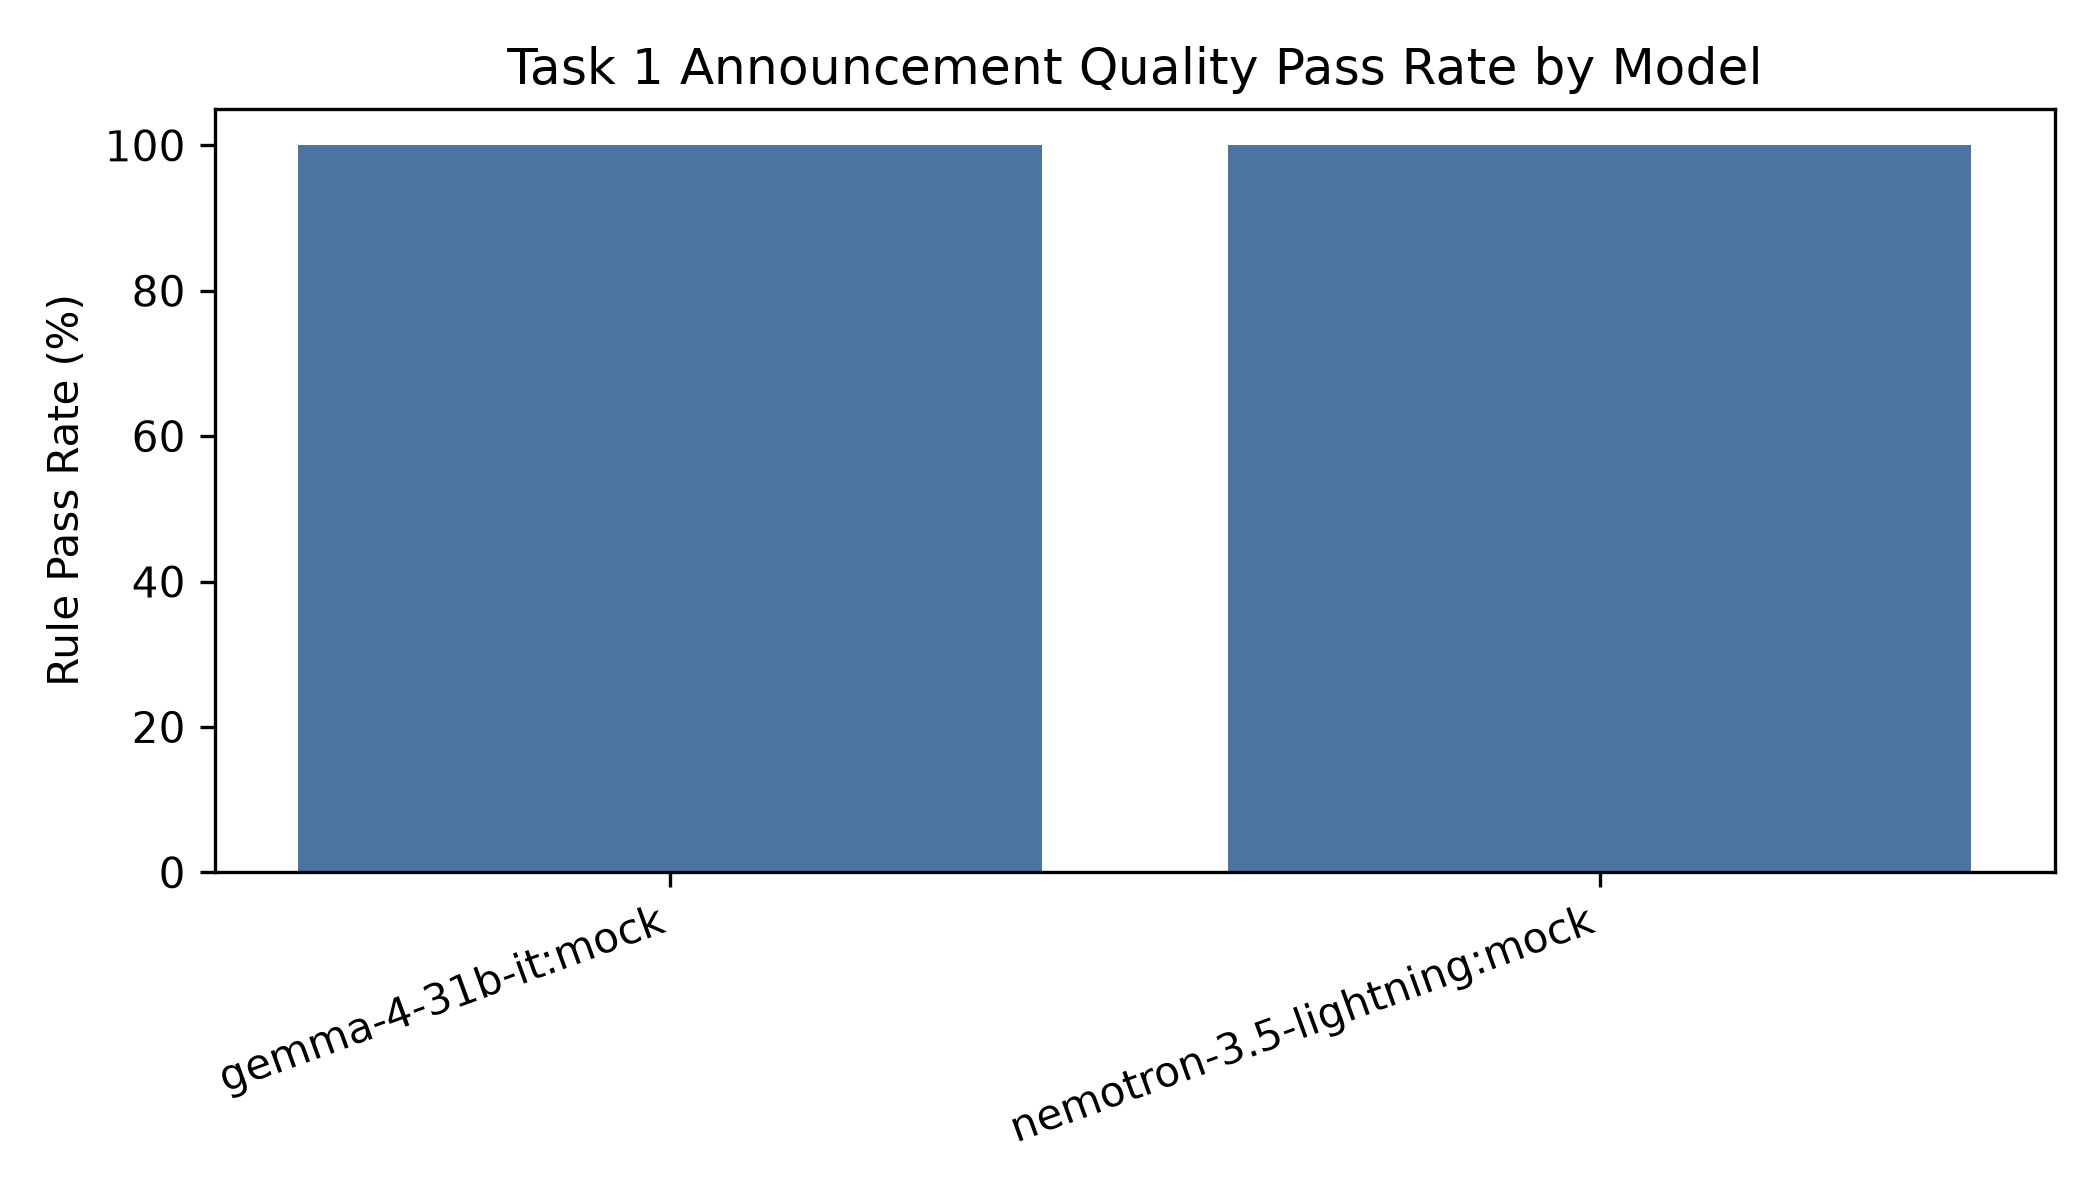 Task 1 Announcement Quality Pass Rate by Model
Rule Pass Rate (%)
100
80
60
40
20
0
gemma-4-31b-it:mock
nemotron-3.5-lightning:mock